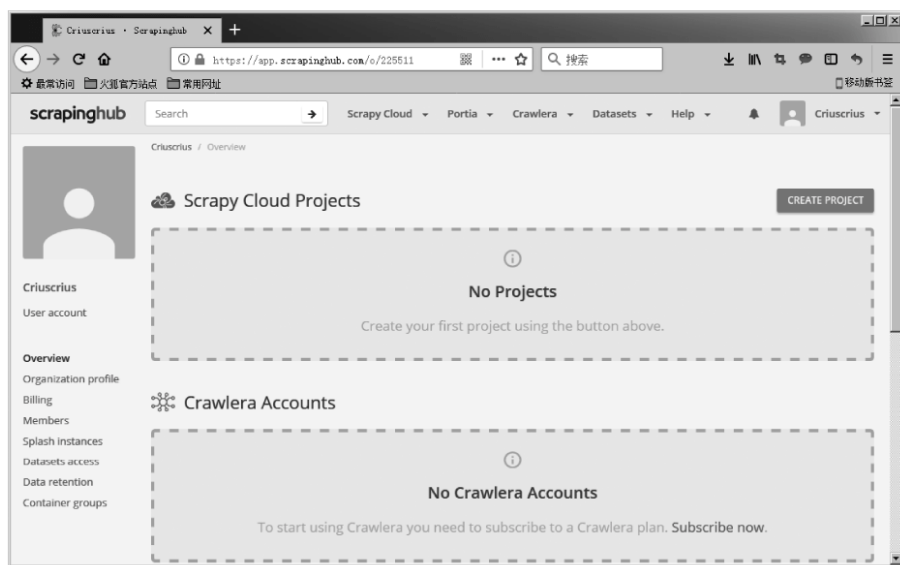 Criuscrius · Scrapinghub
https://app.scrapinghub.com/o/225511
搜索
最常访问 火狐官方站点 常用网址 移动版书签
scrapinghub Search Scrapy Cloud Portia Crawlera Datasets Help Criuscrius
Criuscrius / Overview
Scrapy Cloud Projects
CREATE PROJECT
No Projects
Create your first project using the button above.
Criuscrius
User account
Overview
Organization profile
Billing
Members
Splash instances
Datasets access
Data retention
Container groups
Crawlera Accounts
No Crawlera Accounts
To start using Crawlera you need to subscribe to a Crawlera plan. Subscribe now.